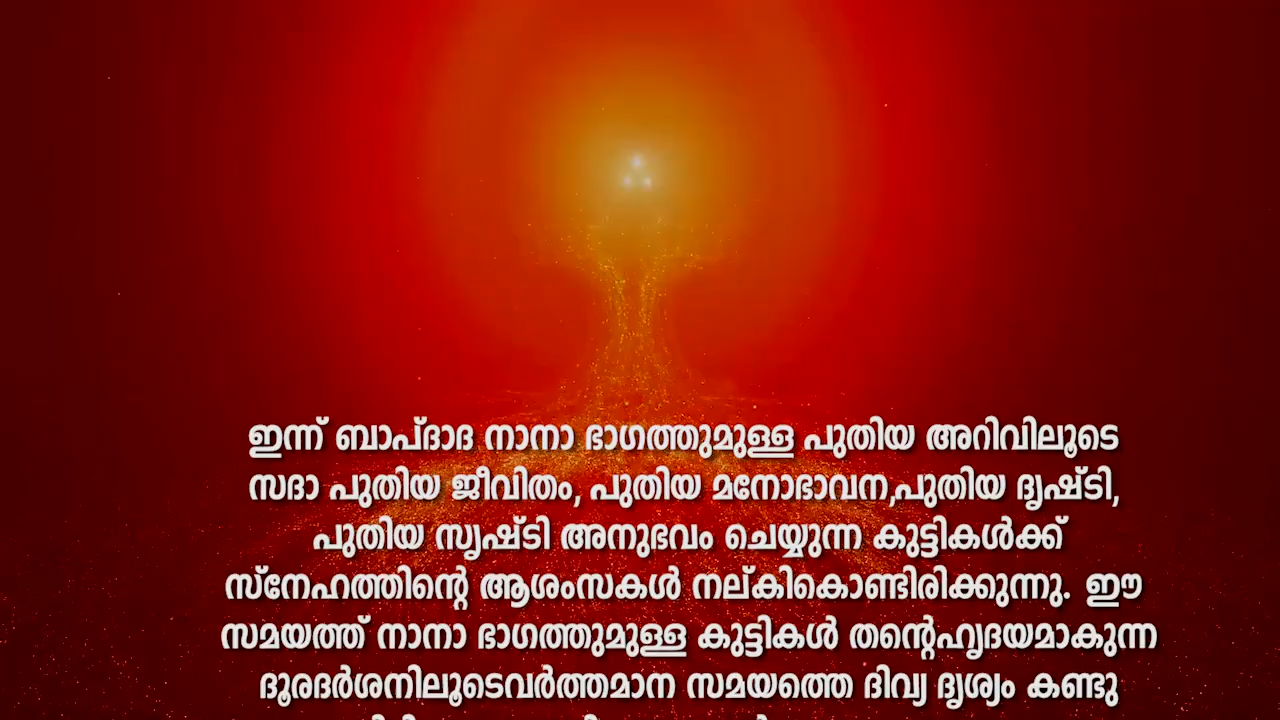 ഇന്ന് ബാപ്ദാദ നാനാ ഭാഗത്തുമുള്ള പുതിയ അറിവിലൂടെ
സദാ പുതിയ ജീവിതം, പുതിയ മനോഭാവന,പുതിയ ദൃഷ്ടി,
പുതിയ സൃഷ്ടി അനുഭവം ചെയ്യുന്ന കുട്ടികൾക്ക്
സ്നേഹത്തിന്റെ ആശംസകൾ നല്കികൊണ്ടിരിക്കുന്നു. ഈ
സമയത്ത് നാനാ ഭാഗത്തുമുള്ള കുട്ടികൾ തന്റെഹൃദയമാകുന്ന
ദൂരദർശനിലൂടെവർത്തമാന സമയത്തെ ദിവ്യ ദൃശ്യം കണ്ടു